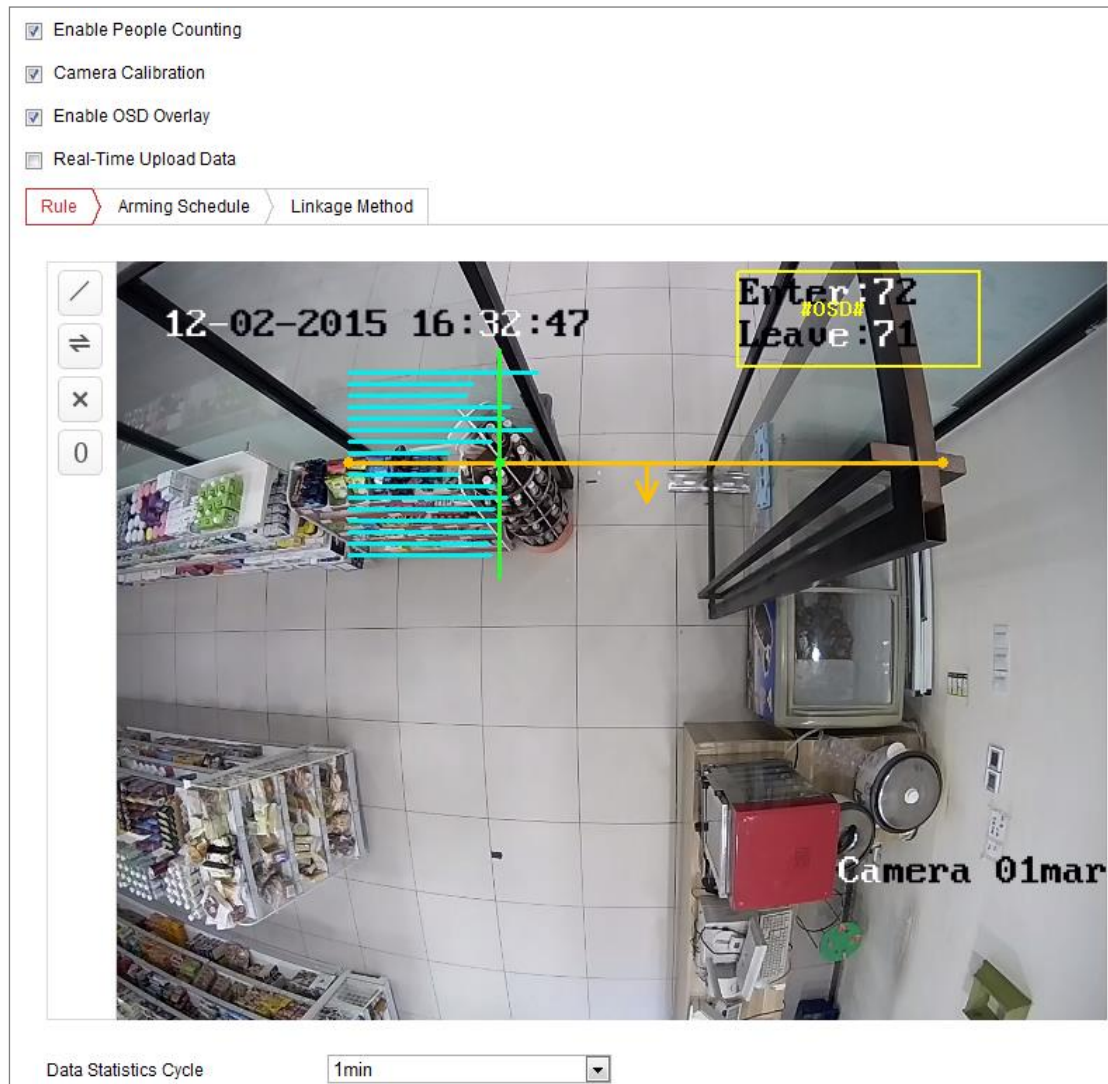 Enable People Counting
Camera Calibration
Enable OSD Overlay
Real-Time Upload Data
Rule Arming Schedule Linkage Method
0
12-02-2015 16:32:47
Enter:72
#OSD#
Leave:71
Camera 01mar
Data Statistics Cycle 1min